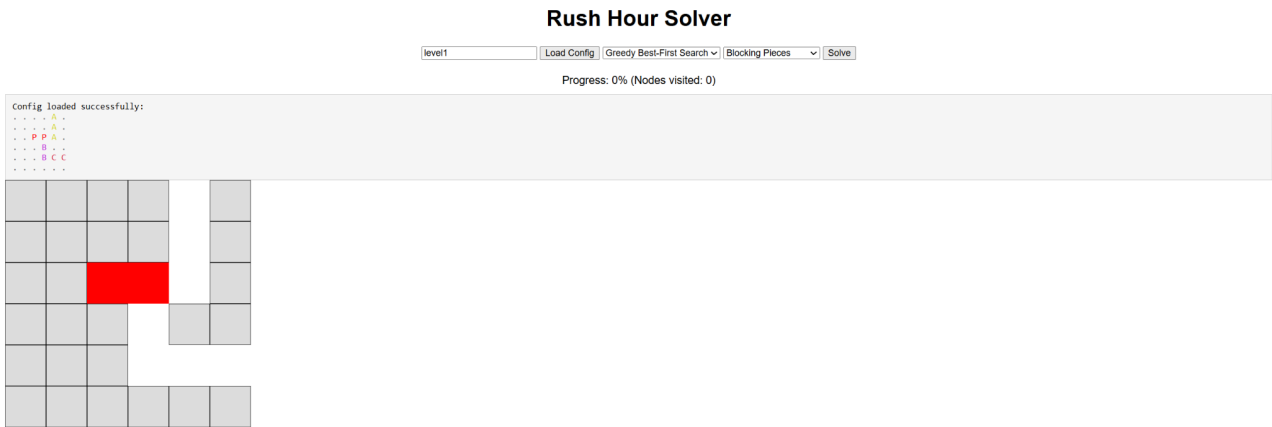 Rush Hour Solver
level1 Load Config Greedy Best-First Search Blocking Pieces Solve
Progress: 0% (Nodes visited: 0)
Config loaded successfully:
. . . . A .
. . . . A .
. . P P A .
. . . B . .
. . . B C C
. . . . . .